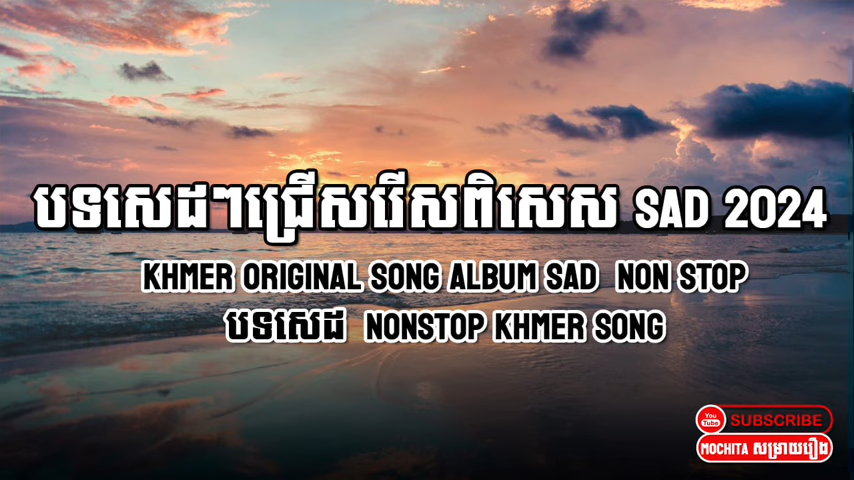 បទសេដៗជ្រើសរើសពិសេស SAD 2024
KHMER ORIGINAL SONG ALBUM SAD NON STOP
បទសេដ NONSTOP KHMER SONG
You Tube SUBSCRIBE
MOCHITA សម្រាយរឿង